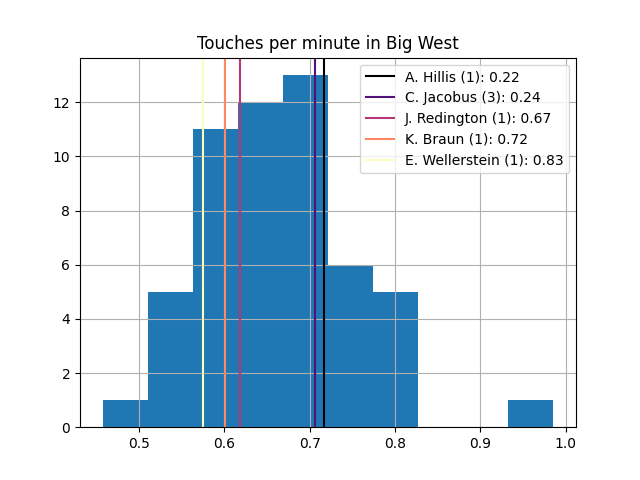 Touches per minute in Big West
A. Hillis (1): 0.22
C. Jacobus (3): 0.24
J. Redington (1): 0.67
K. Braun (1): 0.72
E. Wellerstein (1): 0.83
12
10
8
6
4
2
0
0.5 0.6 0.7 0.8 0.9 1.0